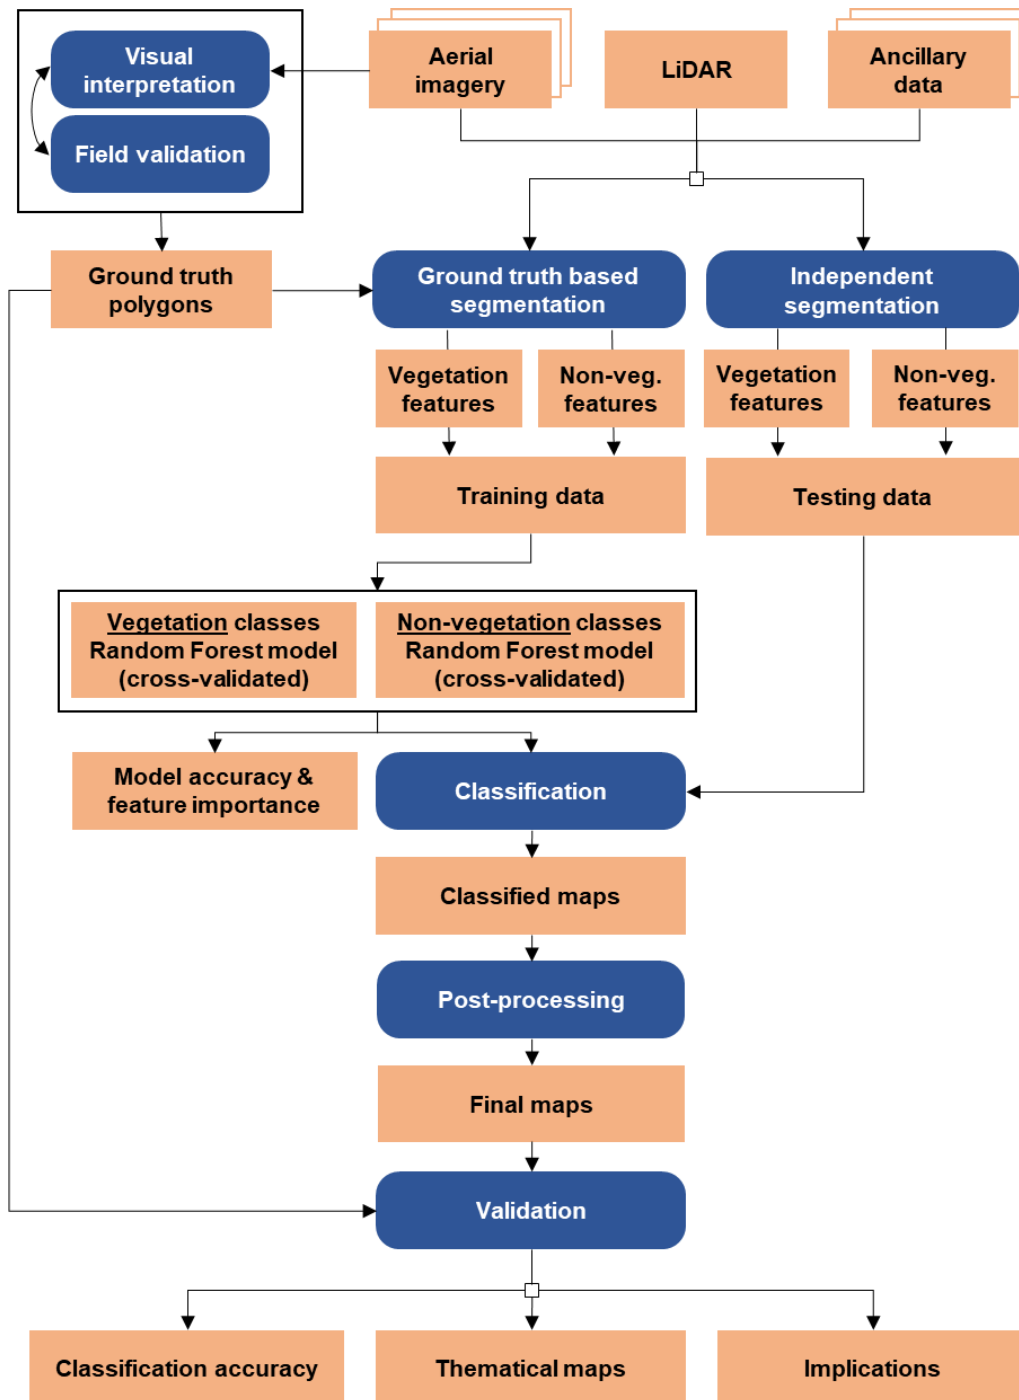 Visual
interpretation
Field validation
Aerial
imagery
LiDAR
Ancillary
data
Ground truth
polygons
Ground truth based
segmentation
Independent
segmentation
Vegetation
features
Non-veg.
features
Vegetation
features
Non-veg.
features
Training data
Testing data
Vegetation classes
Random Forest model
(cross-validated)
Non-vegetation classes
Random Forest model
(cross-validated)
Model accuracy &
feature importance
Classification
Classified maps
Post-processing
Final maps
Validation
Classification accuracy
Thematical maps
Implications